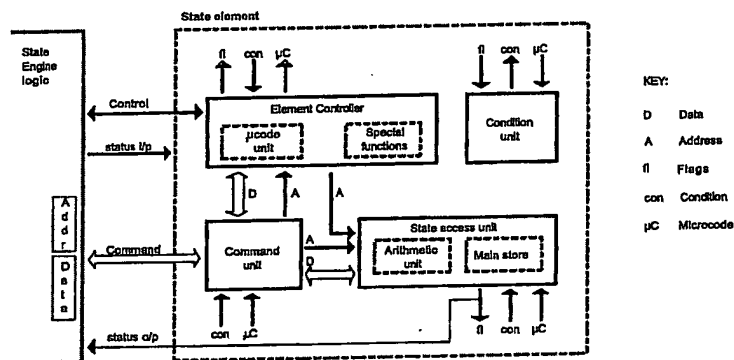 State element
State
Engine
logic
fl con µC
fl con µC
Control
Element Controller
µcode
unit
Special
functions
Condition
unit
status i/p
D A A
Addr
Data
Command
Command
unit
A
D
State access unit
Arithmetic
unit
Main store
con µC
fl con µC
status o/p
KEY:
D Data
A Address
fl Flags
con Condition
µC Microcode